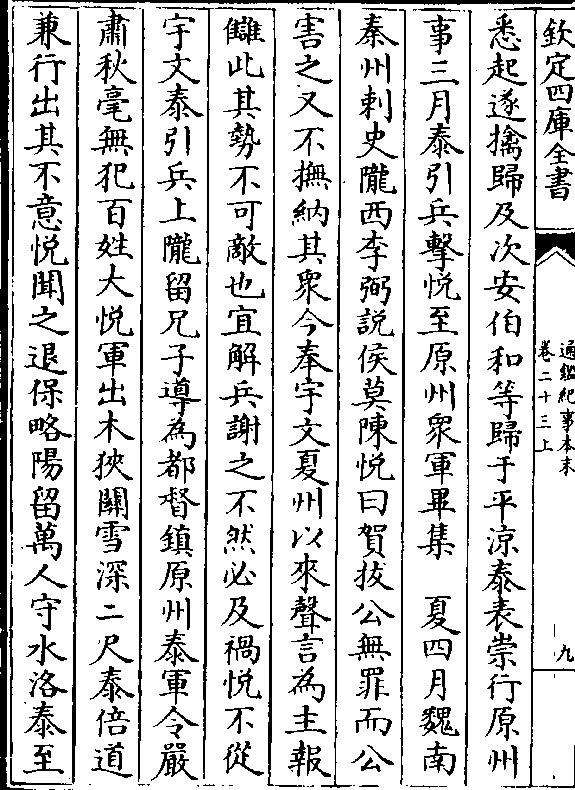 欽定四庫全書
通鑑紀事本末
卷二十三上
九
悉起遂擒歸及次安伯和等歸于平涼泰表崇行原州
事三月泰引兵擊悦至原州衆軍畢集　夏四月魏南
秦州刺史隴西李弼説侯莫陳悦曰賀拔公無罪而公
害之又不撫納其衆今奉宇文夏州以來聲言為主報
讎此其勢不可敵也宜解兵謝之不然必及禍悦不從
宇文泰引兵上隴留兄子導為都督鎮原州泰軍令嚴
肅秋毫無犯百姓大悦軍出木狹關雪深二尺泰倍道
兼行出其不意悦聞之退保略陽留萬人守水洛泰至